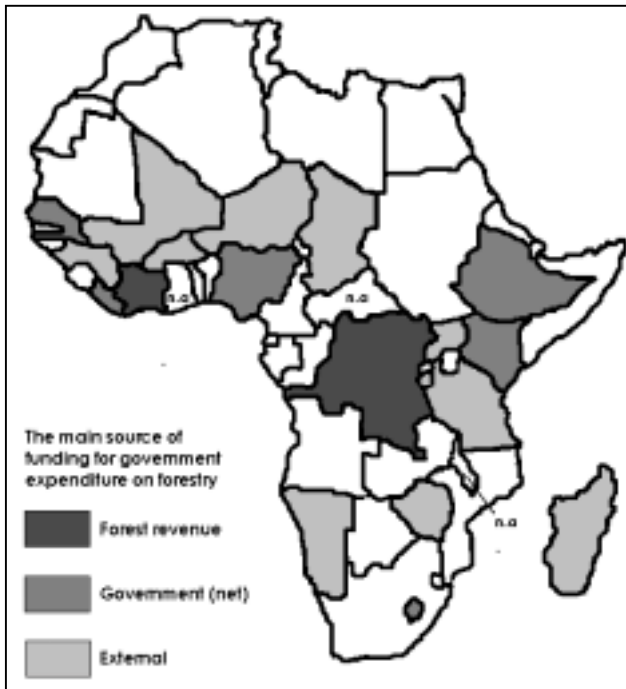 n.a
n.a
The main source of
funding for government
expenditure on forestry
Forest revenue
n.a
Government (net)
External